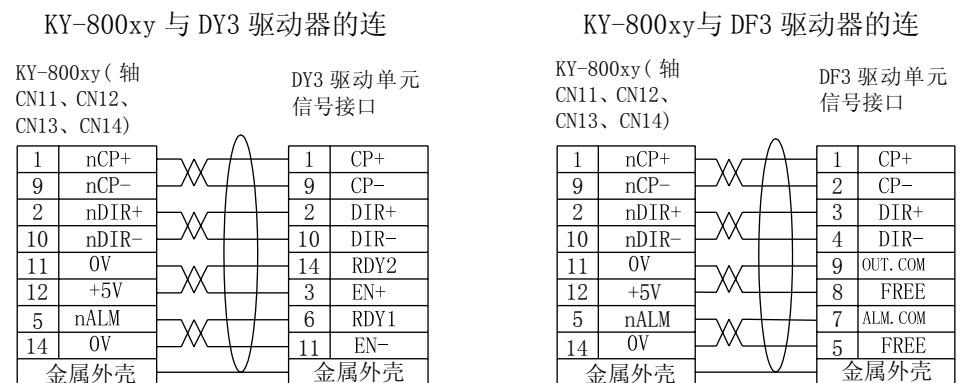 KY-800xy 与 DY3 驱动器的连
KY-800xy( 轴
CN11、CN12、
CN13、CN14)
DY3 驱动单元
信号接口
1 nCP+ 1 CP+
9 nCP- 9 CP-
2 nDIR+ 2 DIR+
10 nDIR- 10 DIR-
11 0V 14 RDY2
12 +5V 3 EN+
5 nALM 6 RDY1
14 0V 11 EN-
金属外壳 金属外壳
KY-800xy与 DF3 驱动器的连
KY-800xy( 轴
CN11、CN12、
CN13、CN14)
DF3 驱动单元
信号接口
1 nCP+ 1 CP+
9 nCP- 2 CP-
2 nDIR+ 3 DIR+
10 nDIR- 4 DIR-
11 0V 9 OUT.COM
12 +5V 8 FREE
5 nALM 7 ALM.COM
14 0V 5 FREE
金属外壳 金属外壳